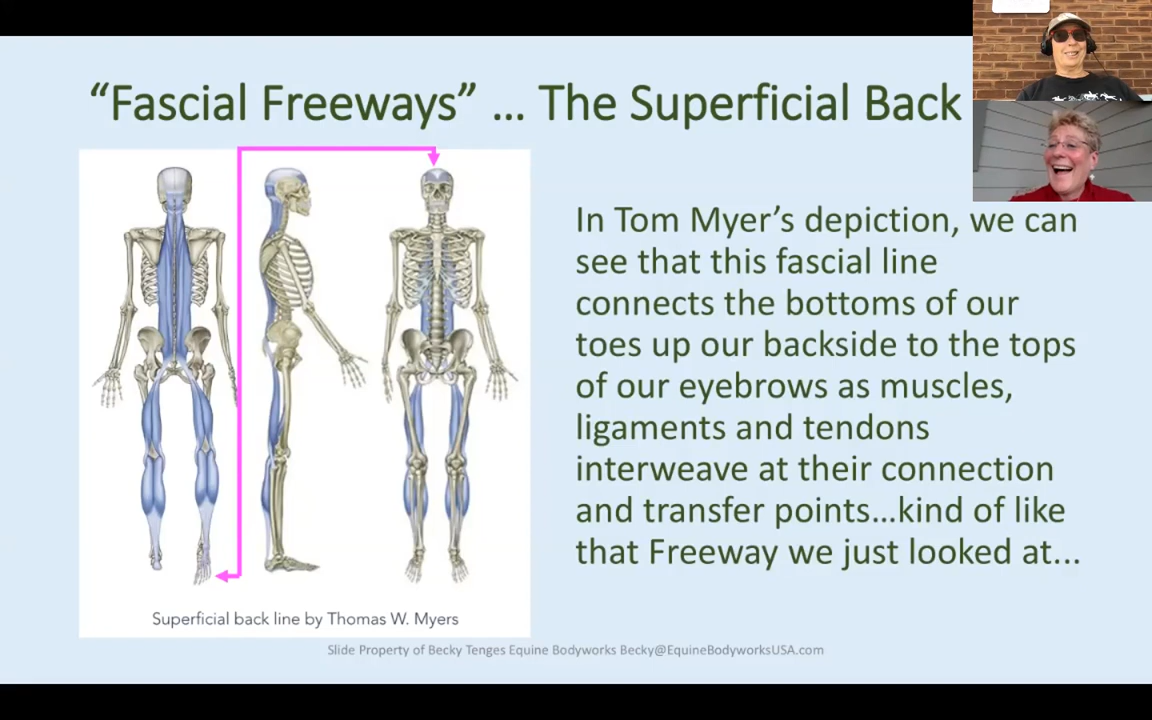 “Fascial Freeways” ... The Superficial Back
In Tom Myer’s depiction, we can
see that this fascial line
connects the bottoms of our
toes up our backside to the tops
of our eyebrows as muscles,
ligaments and tendons
interweave at their connection
and transfer points...kind of like
that Freeway we just looked at...
Superficial back line by Thomas W. Myers
Slide Property of Becky Tenges Equine Bodyworks Becky@EquineBodyworksUSA.com